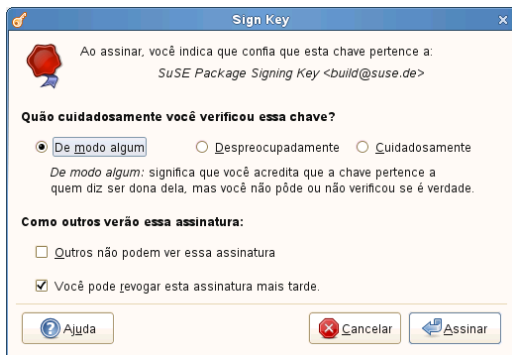 Sign Key
Ao assinar, você indica que confia que esta chave pertence a:
SuSE Package Signing Key <build@suse.de>
Quão cuidadosamente você verificou essa chave?
De modo algum
Despreocupadamente
Cuidadosamente
De modo algum: significa que você acredita que a chave pertence a
quem diz ser dona dela, mas você não pôde ou não verificou se é verdade.
Como outros verão essa assinatura:
Outros não podem ver essa assinatura
Você pode revogar esta assinatura mais tarde.
Ajuda
Cancelar
Assinar